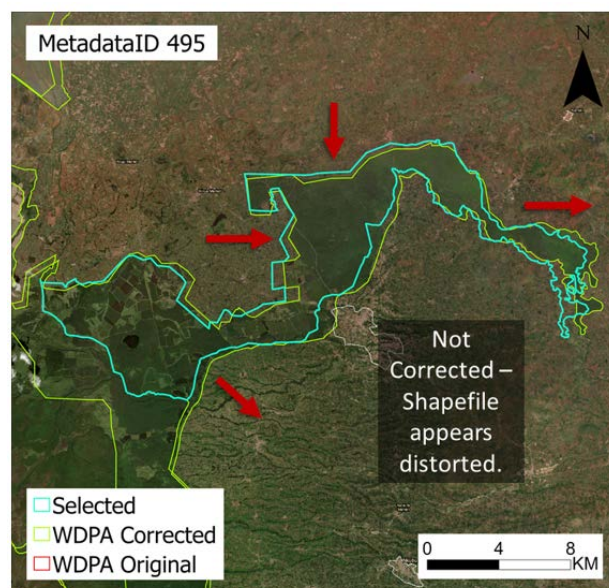 MetadataID 495
N
Not
Corrected –
Shapefile
appears
distorted.
Selected
WDPA Corrected
WDPA Original
0 4 8
KM